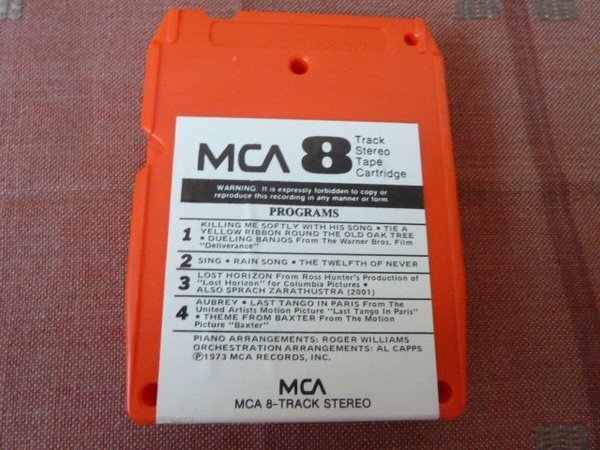 MCA 8 Track
Stereo
Tape
Cartridge
WARNING: It is expressly forbidden to copy or
reproduce this recording in any manner or form.
PROGRAMS
1 KILLING ME SOFTLY WITH HIS SONG • TIE A
YELLOW RIBBON ROUND THE OLD OAK TREE
• DUELING BANJOS From The Warner Bros. Film
"Deliverance"
2 SING • RAIN SONG • THE TWELFTH OF NEVER
3 LOST HORIZON From Ross Hunter's Production of
"Lost Horizon" for Columbia Pictures •
ALSO SPRACH ZARATHUSTRA (2001)
4 AUBREY • LAST TANGO IN PARIS From The
United Artists Motion Picture "Last Tango In Paris"
• THEME FROM BAXTER From The Motion
Picture "Baxter"
PIANO ARRANGEMENTS: ROGER WILLIAMS
ORCHESTRATION ARRANGEMENTS: AL CAPPS
Ⓟ1973 MCA RECORDS, INC.
MCA
MCA 8-TRACK STEREO